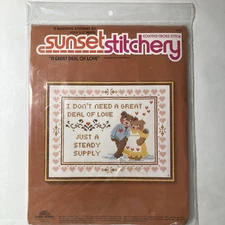 sunset stitchery
COUNTED CROSS STITCH
"A GREAT DEAL OF LOVE"
I DON'T NEED A GREAT
DEAL OF LOVE
JUST A
STEADY
SUPPLY